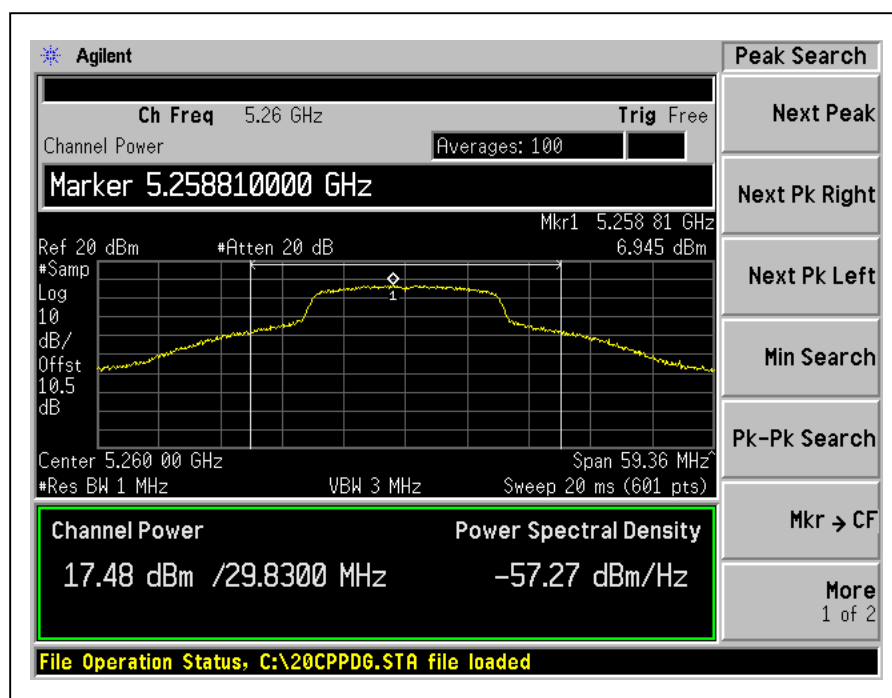 Agilent
Peak Search
Ch Freq 5.26 GHz Trig Free
Channel Power Averages: 100
Marker 5.258810000 GHz
Mkr1 5.258 81 GHz
Ref 20 dBm #Atten 20 dB 6.945 dBm
#Samp
Log
10
dB/
Offst
10.5
dB
1
Center 5.260 00 GHz Span 59.36 MHz^
#Res BW 1 MHz VBW 3 MHz Sweep 20 ms (601 pts)
Channel Power Power Spectral Density
17.48 dBm /29.8300 MHz -57.27 dBm/Hz
File Operation Status, C:\20CPPDG.STA file loaded
Next Peak
Next Pk Right
Next Pk Left
Min Search
Pk-Pk Search
Mkr → CF
More
1 of 2